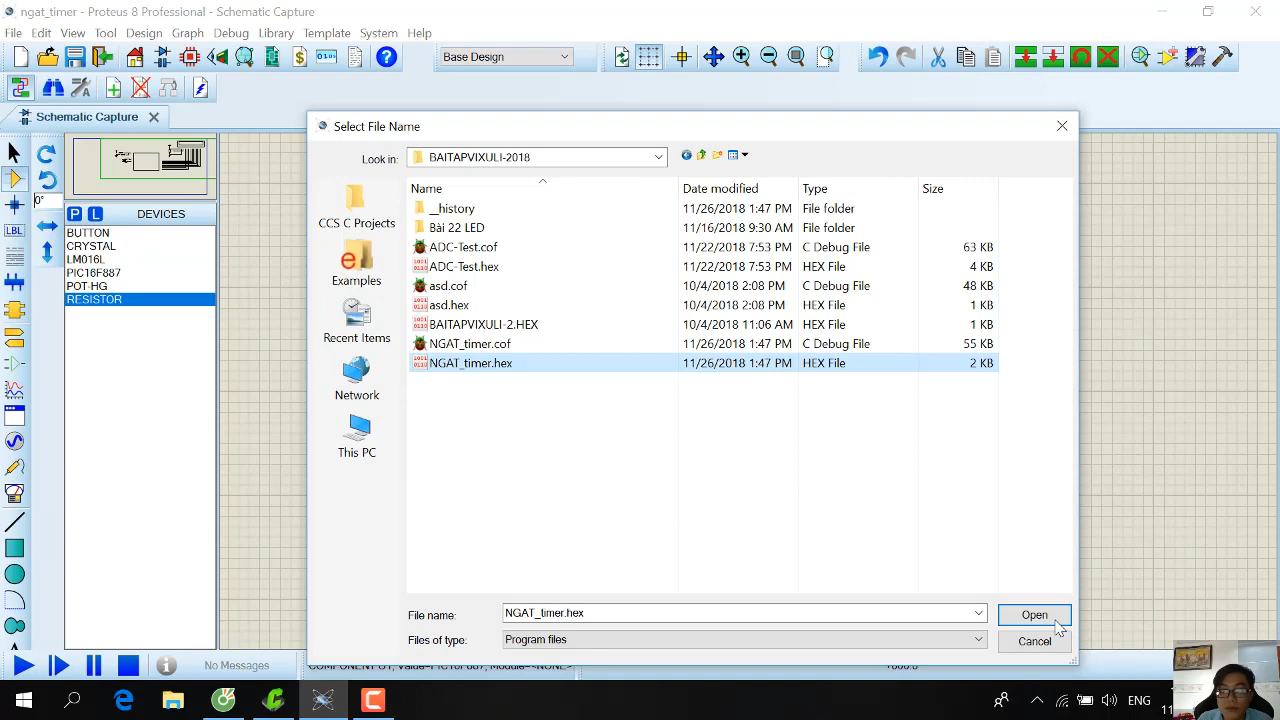 ngat_timer - Proteus 8 Professional - Schematic Capture
File Edit View Tool Design Graph Debug Library Template System Help
Base Design
Schematic Capture
0°
P L DEVICES
BUTTON
CRYSTAL
LM016L
PIC16F887
POT-HG
RESISTOR
LBL
Select File Name
Look in: BAITAPVIXULI-2018
Name Date modified Type Size
__history 11/26/2018 1:47 PM File folder
Bài 22 LED 11/16/2018 9:30 AM File folder
ADC-Test.cof 11/22/2018 7:53 PM C Debug File 63 KB
ADC-Test.hex 11/22/2018 7:53 PM HEX File 4 KB
asd.cof 10/4/2018 2:08 PM C Debug File 48 KB
asd.hex 10/4/2018 2:08 PM HEX File 1 KB
BAITAPVIXULI-2.HEX 10/4/2018 11:06 AM HEX File 1 KB
NGAT_timer.cof 11/26/2018 1:47 PM C Debug File 55 KB
NGAT_timer.hex 11/26/2018 1:47 PM HEX File 2 KB
CCS C Projects
Examples
Recent Items
Network
This PC
File name: NGAT_timer.hex Open
Files of type: Program files Cancel
No Messages
ENG